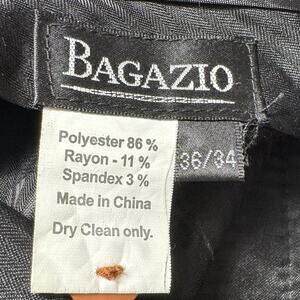 BAGAZIO
Polyester 86 %
Rayon - 11 %
Spandex 3 %
Made in China
Dry Clean only.
36/34